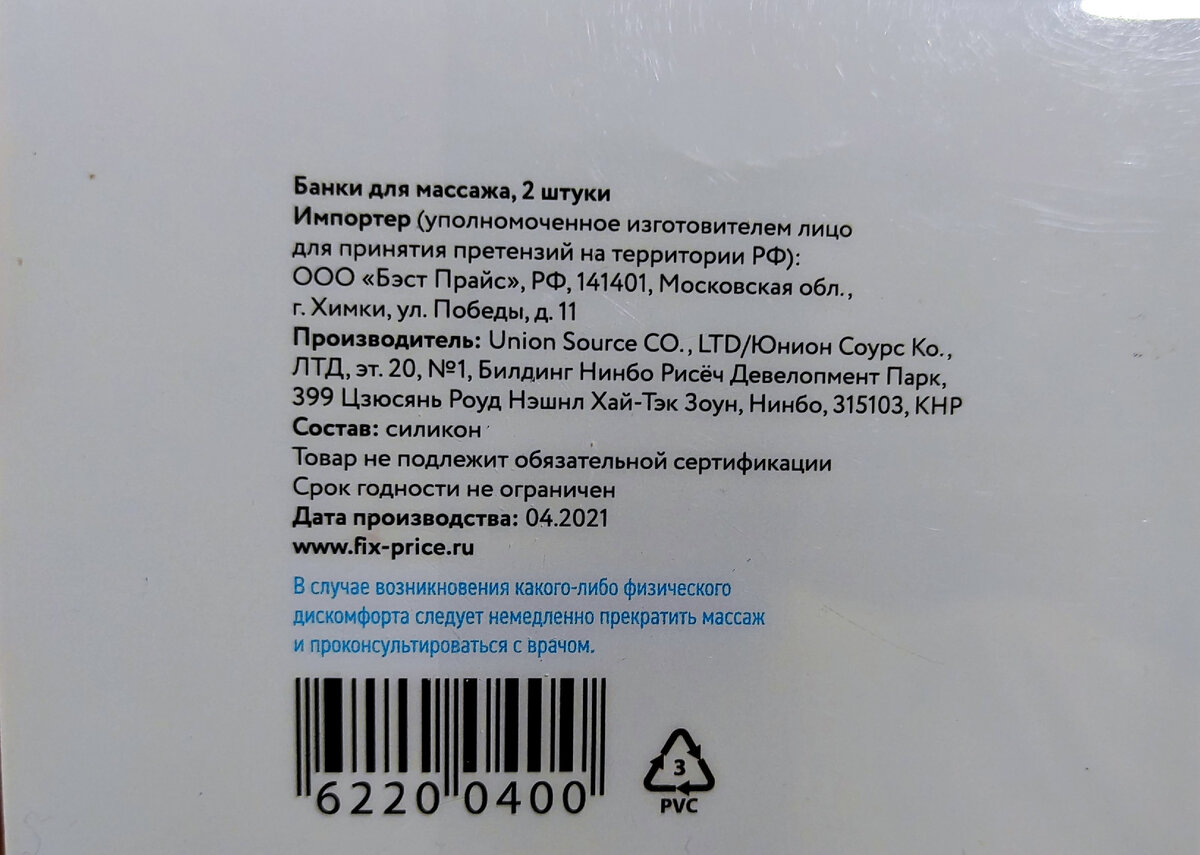 Банки для массажа, 2 штуки
Импортер (уполномоченное изготовителем лицо
для принятия претензий на территории РФ):
ООО «Бэст Прайс», РФ, 141401, Московская обл.,
г. Химки, ул. Победы, д. 11
Производитель: Union Source CO., LTD/Юнион Соурс Ко.,
ЛТД, эт. 20, №1, Билдинг Нинбо Рисёч Девелопмент Парк,
399 Цзюсянь Роуд Нэшнл Хай-Тэк Зоун, Нинбо, 315103, КНР
Состав: силикон
Товар не подлежит обязательной сертификации
Срок годности не ограничен
Дата производства: 04.2021
www.fix-price.ru
В случае возникновения какого-либо физического
дискомфорта следует немедленно прекратить массаж
и проконсультироваться с врачом.
6220 0400
3
PVC